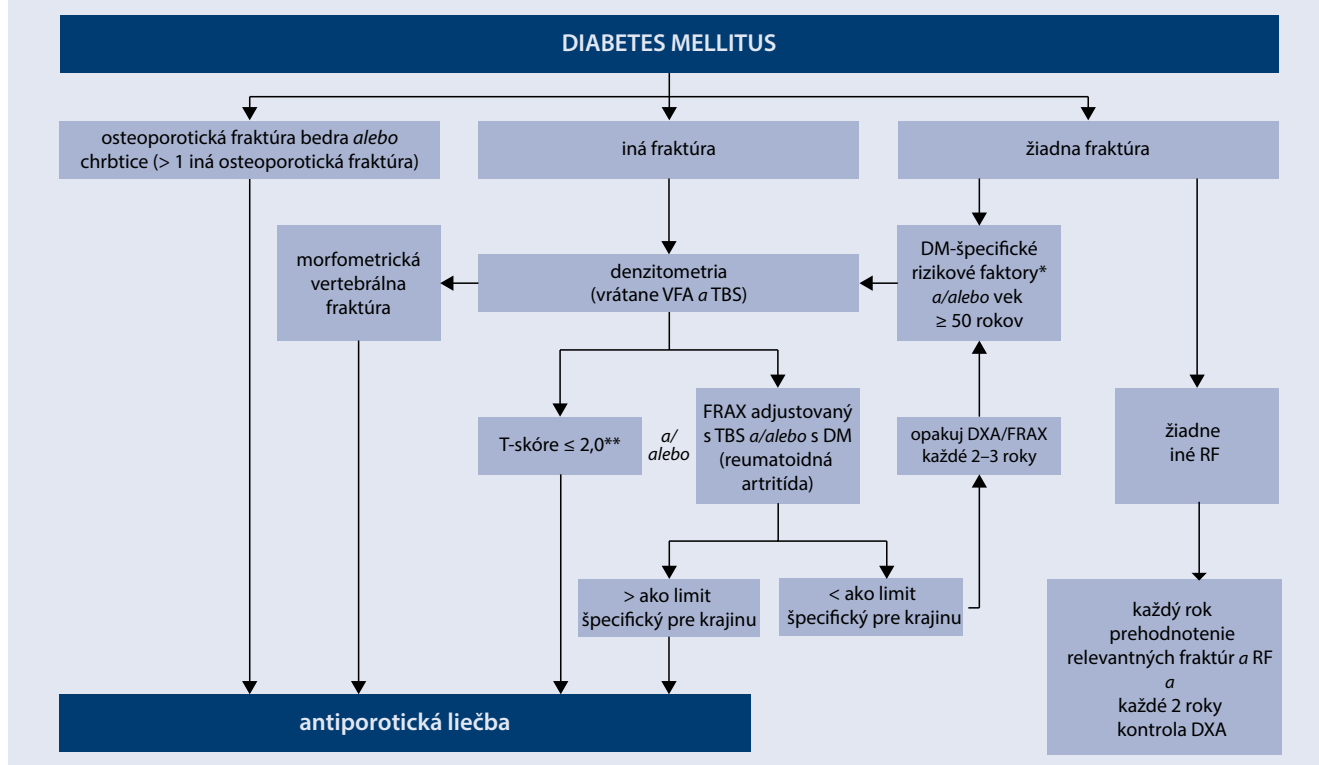 DIABETES MELLITUS
osteoporotická fraktúra bedra alebo
chrbtice (> 1 iná osteoporotická fraktúra)
iná fraktúra
žiadna fraktúra
morfometrická
vertebrálna
fraktúra
denzitometria
(vrátane VFA a TBS)
DM-špecifické
rizikové faktory*
a/alebo vek
≥ 50 rokov
T-skóre ≤ 2,0**
a/
alebo
FRAX adjustovaný
s TBS a/alebo s DM
(reumatoidná
artritída)
opakuj DXA/FRAX
každé 2–3 roky
žiadne
iné RF
> ako limit
špecifický pre krajinu
< ako limit
špecifický pre krajinu
každý rok
prehodnotenie
relevantných fraktúr a RF
a
každé 2 roky
kontrola DXA
antiporotická liečba